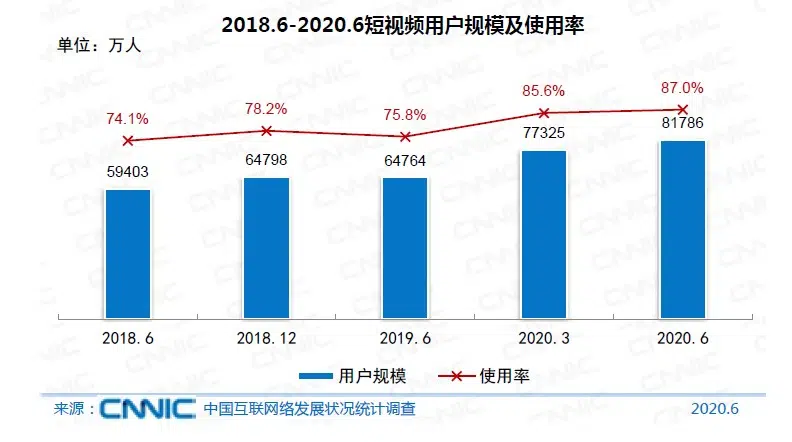 2018.6-2020.6短视频用户规模及使用率
单位：万人
74.1% 78.2% 75.8% 85.6% 87.0%
59403 64798 64764 77325 81786
2018.6 2018.12 2019.6 2020.3 2020.6
用户规模 使用率
来源：CNNIC 中国互联网络发展状况统计调查 2020.6